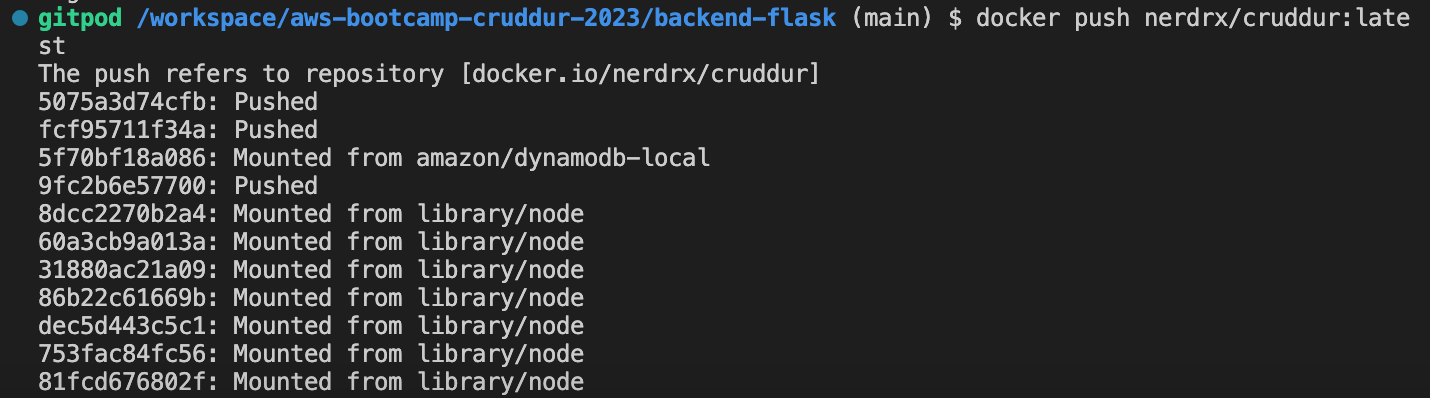 gitpod /workspace/aws-bootcamp-cruddur-2023/backend-flask (main) $ docker push nerdrx/cruddur:late
st
The push refers to repository [docker.io/nerdrx/cruddur]
5075a3d74cfb: Pushed
fcf95711f34a: Pushed
5f70bf18a086: Mounted from amazon/dynamodb-local
9fc2b6e57700: Pushed
8dcc2270b2a4: Mounted from library/node
60a3cb9a013a: Mounted from library/node
31880ac21a09: Mounted from library/node
86b22c61669b: Mounted from library/node
dec5d443c5c1: Mounted from library/node
753fac84fc56: Mounted from library/node
81fcd676802f: Mounted from library/node